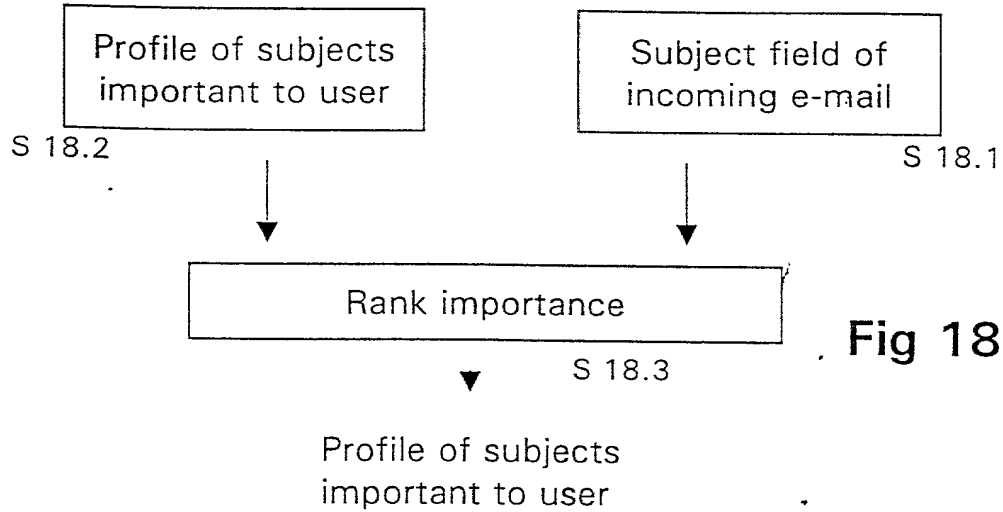 Profile of subjects
important to user
S 18.2
Subject field of
incoming e-mail
S 18.1
Rank importance
S 18.3
Fig 18
Profile of subjects
important to user